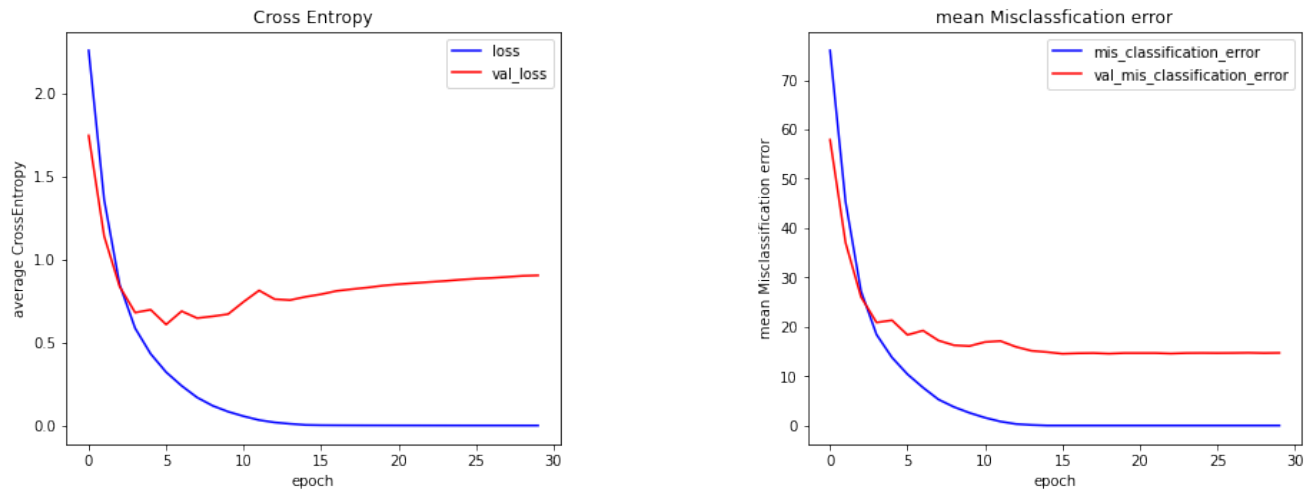 Cross Entropy
loss
val_loss
average CrossEntropy
2.0
1.5
1.0
0.5
0.0
0 5 10 15 20 25 30
epoch
mean Misclassfication error
mis_classification_error
val_mis_classification_error
mean Misclassification error
70
60
50
40
30
20
10
0
0 5 10 15 20 25 30
epoch